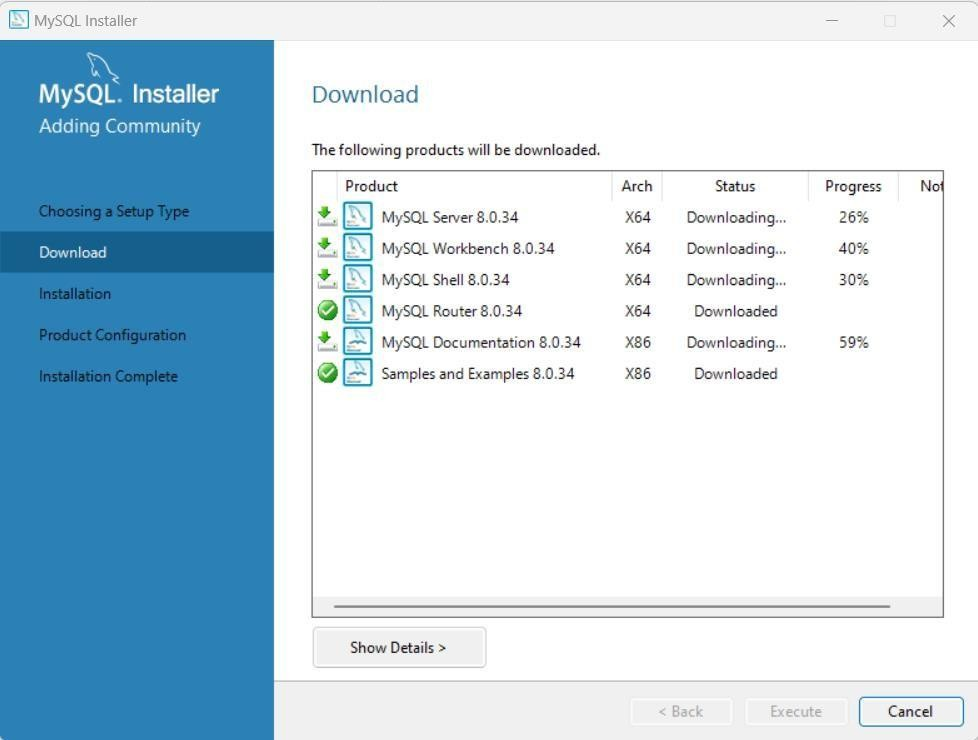 MySQL Installer
MySQL. Installer
Adding Community
Choosing a Setup Type
Download
Installation
Product Configuration
Installation Complete
Download
The following products will be downloaded.
Product Arch Status Progress Not
MySQL Server 8.0.34 X64 Downloading... 26%
MySQL Workbench 8.0.34 X64 Downloading... 40%
MySQL Shell 8.0.34 X64 Downloading... 30%
MySQL Router 8.0.34 X64 Downloaded
MySQL Documentation 8.0.34 X86 Downloading... 59%
Samples and Examples 8.0.34 X86 Downloaded
Show Details >
< Back Execute Cancel